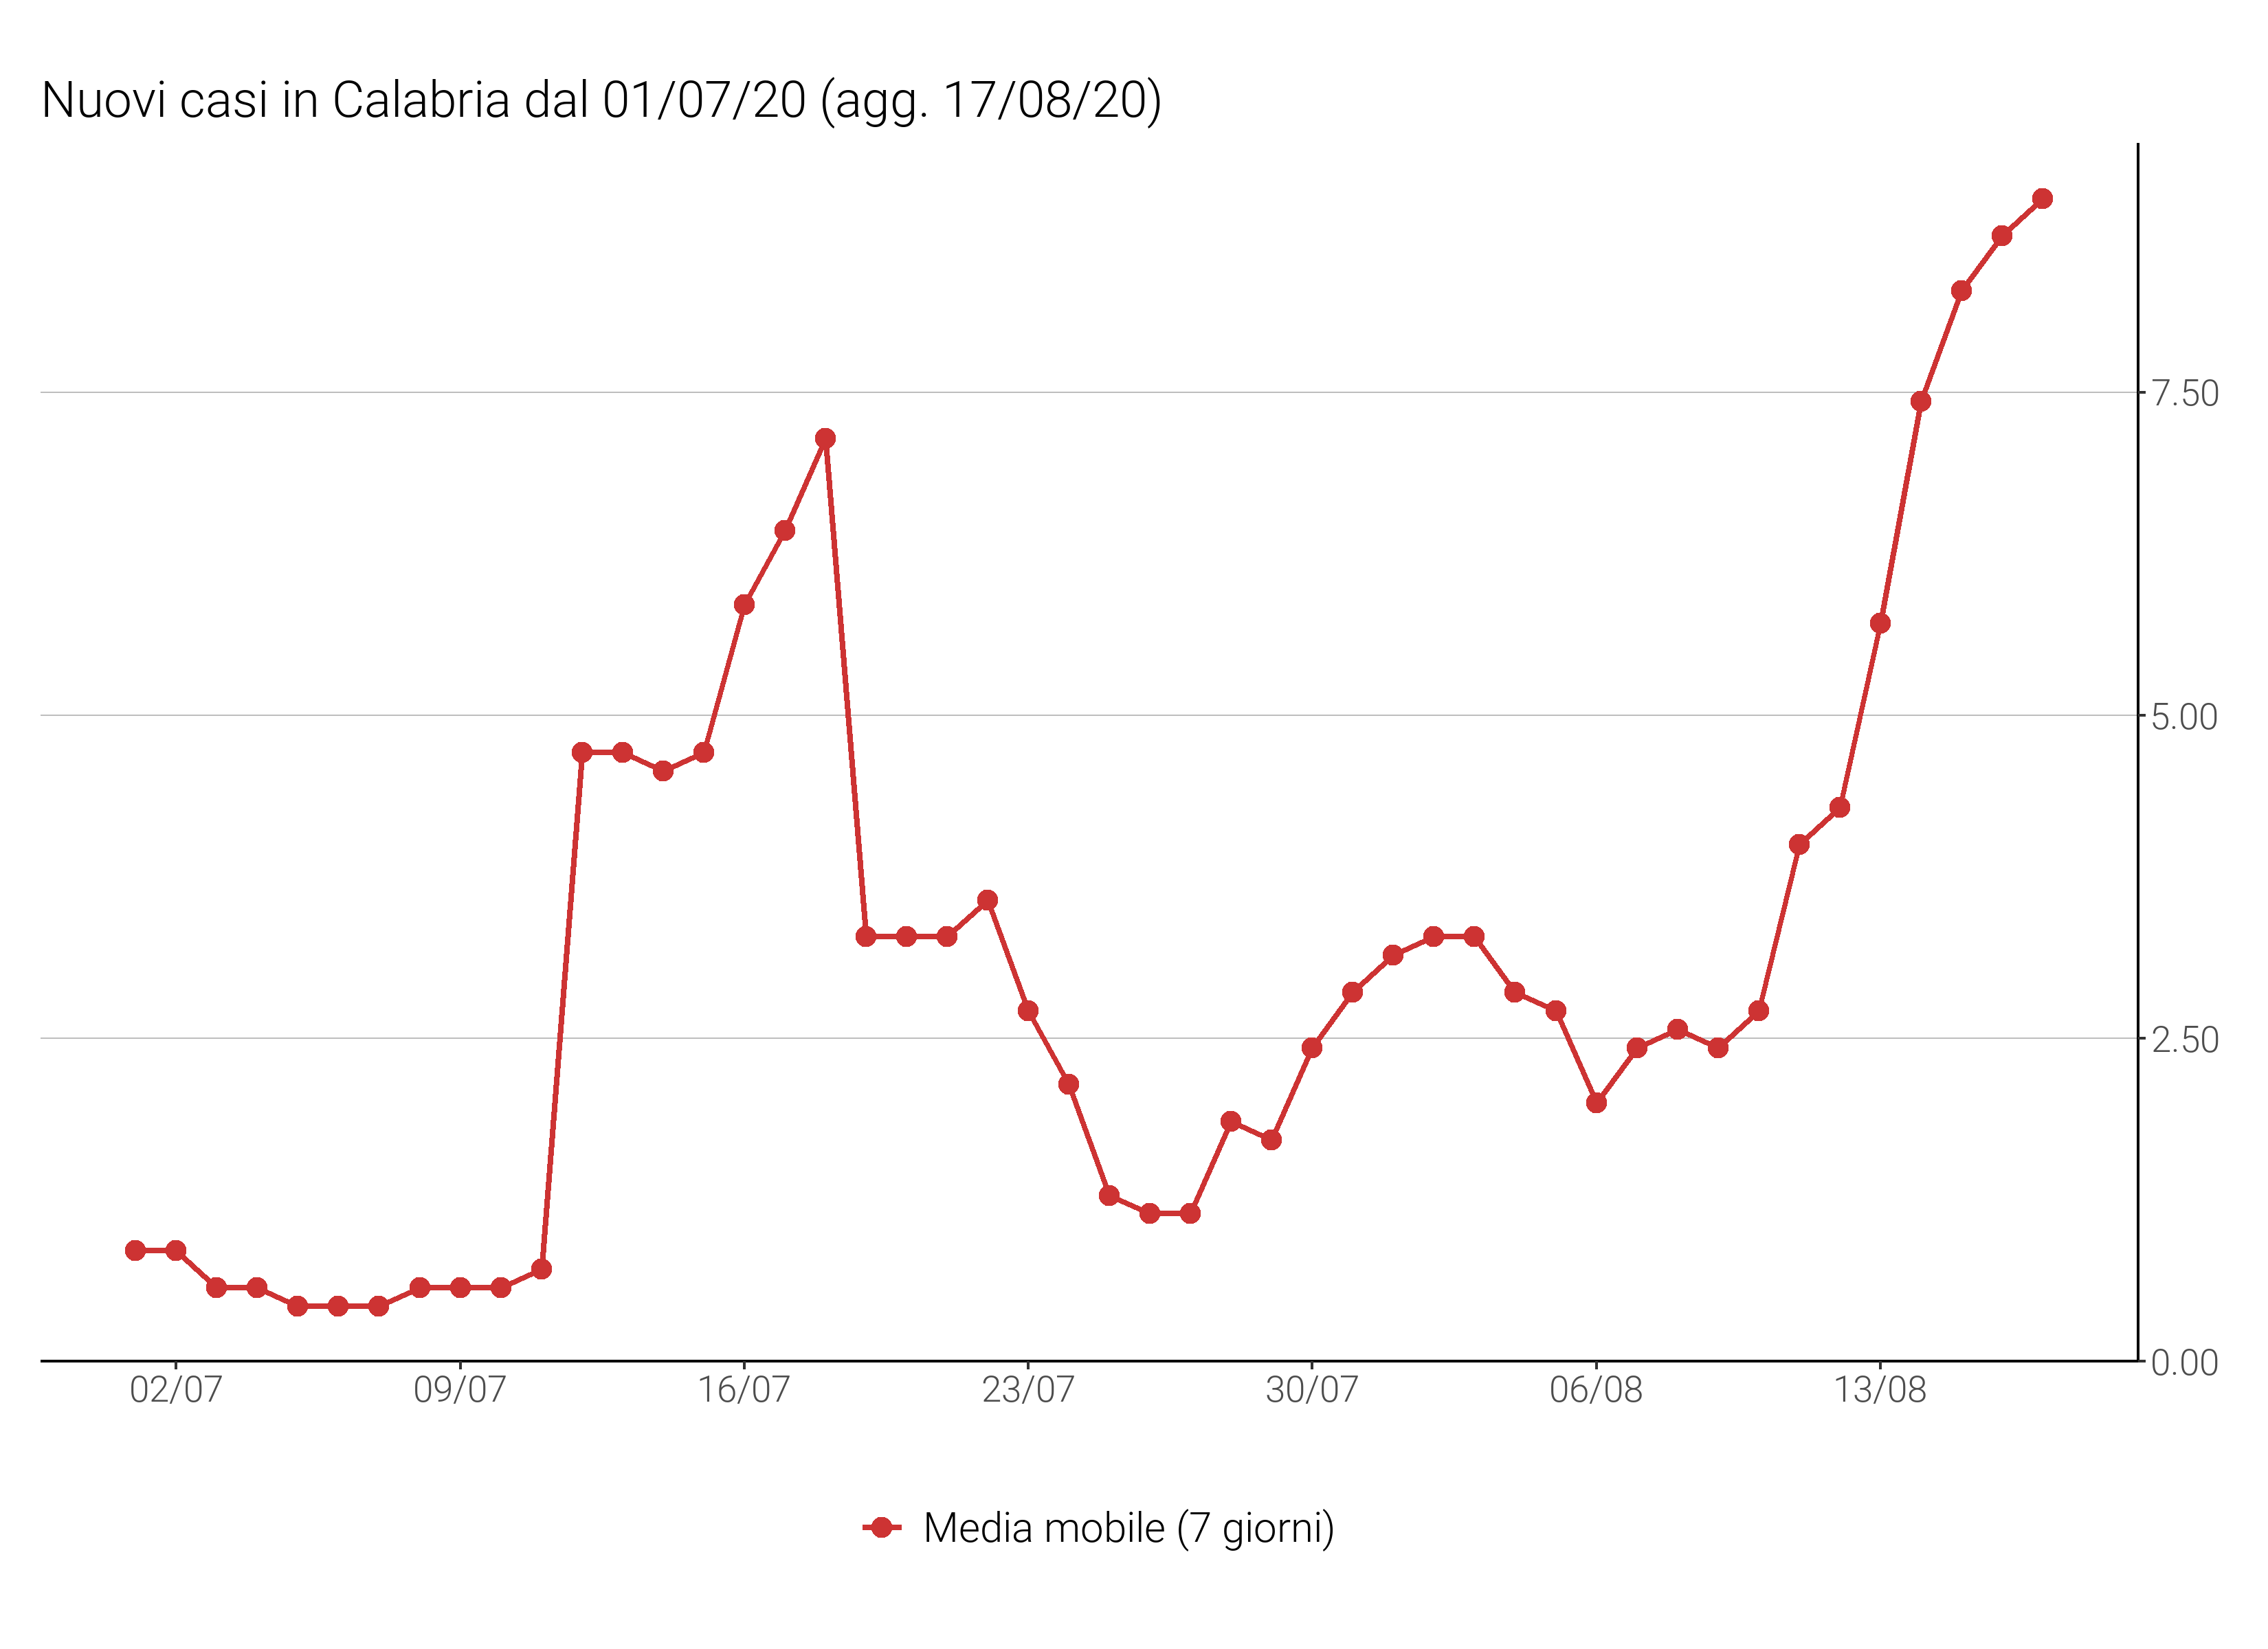 Nuovi casi in Calabria dal 01/07/20 (agg. 17/08/20)
7.50
5.00
2.50
0.00
02/07 09/07 16/07 23/07 30/07 06/08 13/08
Media mobile (7 giorni)